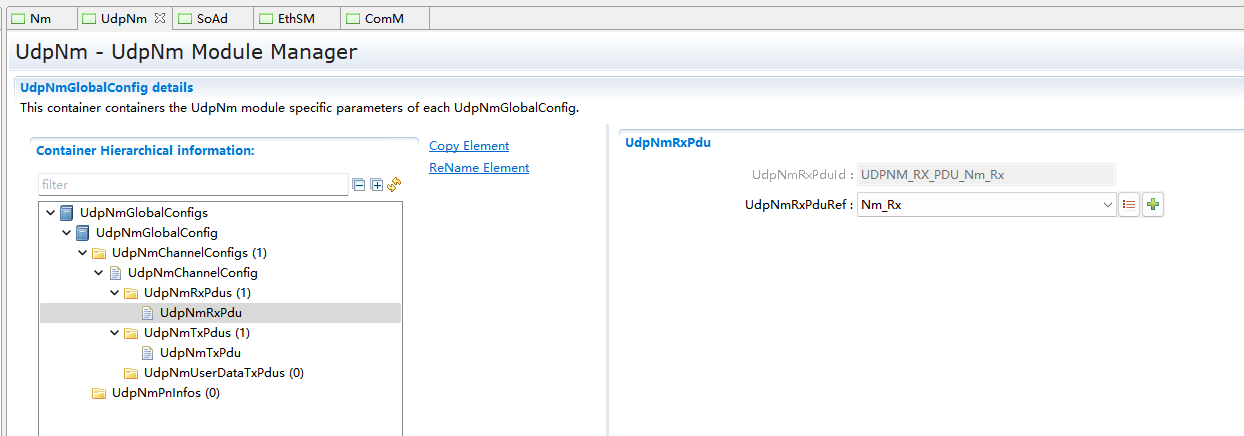 Nm UdpNm SoAd EthSM ComM
UdpNm - UdpNm Module Manager
UdpNmGlobalConfig details
This container containers the UdpNm module specific parameters of each UdpNmGlobalConfig.
Container Hierarchical information:
filter
UdpNmGlobalConfigs
UdpNmGlobalConfig
UdpNmChannelConfigs (1)
UdpNmChannelConfig
UdpNmRxPdus (1)
UdpNmRxPdu
UdpNmTxPdus (1)
UdpNmTxPdu
UdpNmUserDataTxPdus (0)
UdpNmPnInfos (0)
Copy Element
ReName Element
UdpNmRxPdu
UdpNmRxPduId : UDPNM_RX_PDU_Nm_Rx
UdpNmRxPduRef : Nm_Rx